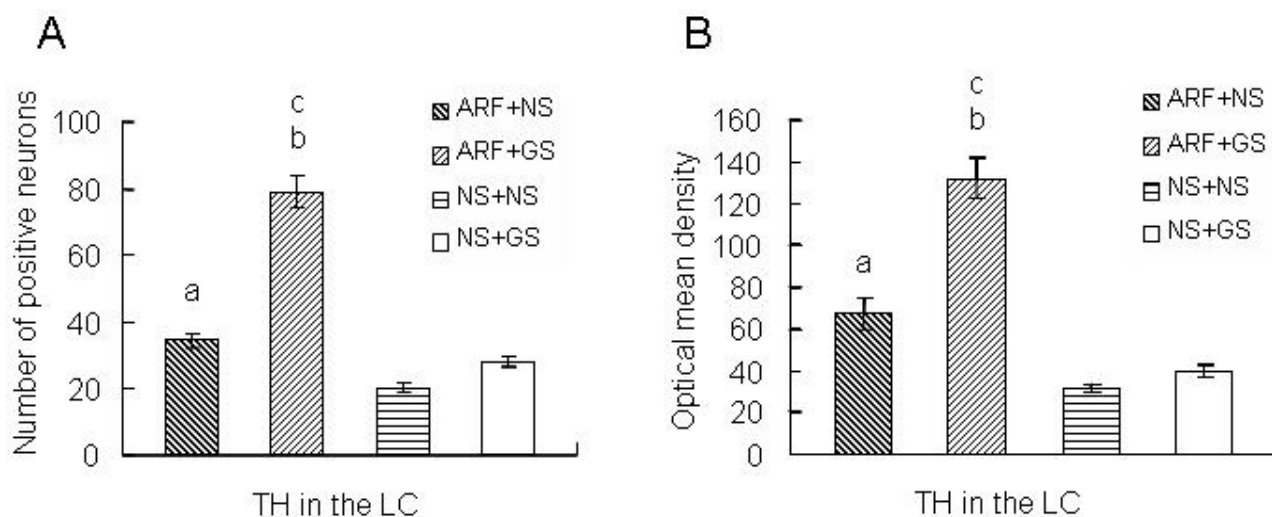 A
Number of positive neurons
100
80
60
40
20
0
c
b
a
ARF+NS
ARF+GS
NS+NS
NS+GS
TH in the LC
B
Optical mean density
160
140
120
100
80
60
40
20
0
c
b
a
ARF+NS
ARF+GS
NS+NS
NS+GS
TH in the LC